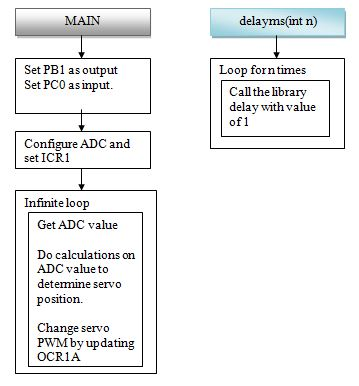 MAIN
Set PB1 as output
Set PC0 as input.
Configure ADC and
set ICR1
Infinite loop
Get ADC value
Do calculations on
ADC value to
determine servo
position.
Change servo
PWM by updating
OCR1A
delayms(int n)
Loop for n times
Call the library
delay with value
of 1